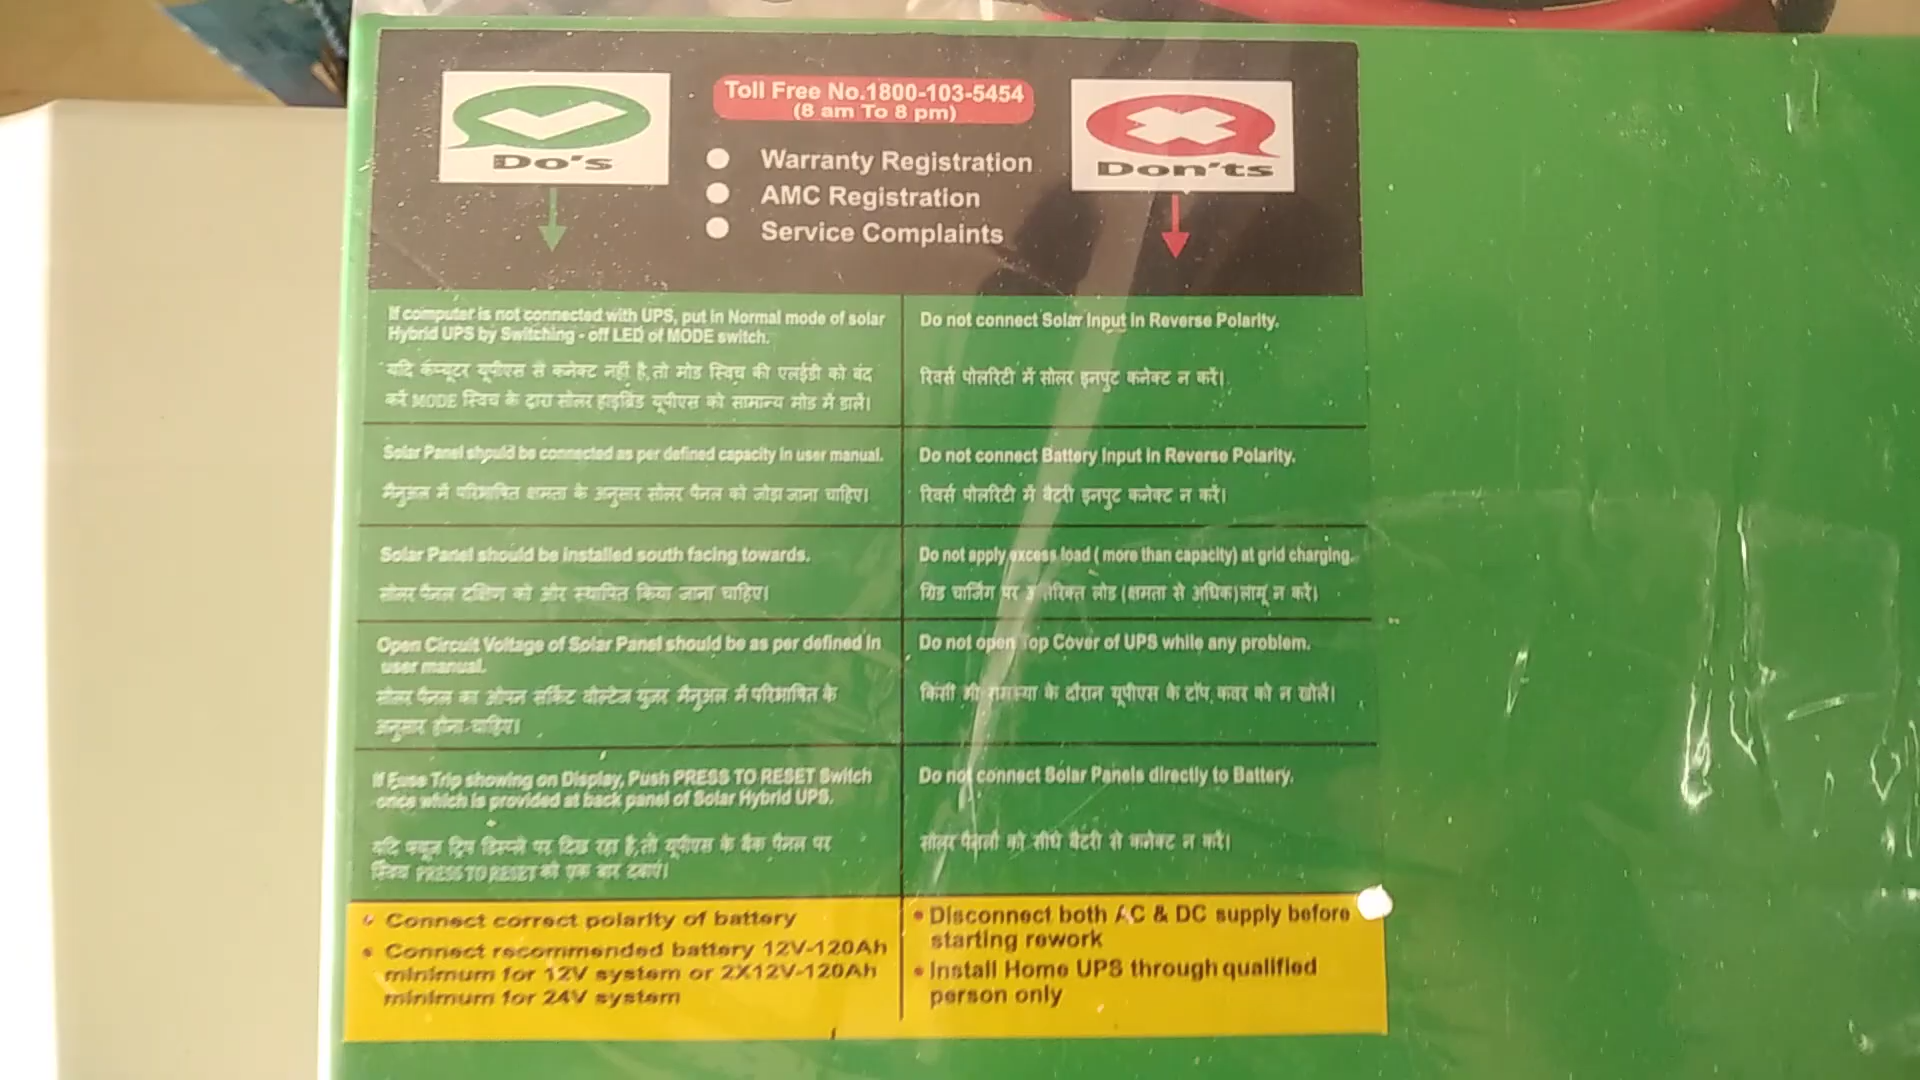 Do's
Toll Free No.1800-103-5454
(8 am To 8 pm)
Warranty Registration
AMC Registration
Service Complaints
Don'ts
If computer is not connected with UPS, put in Normal mode of solar
Hybrid UPS by Switching - off LED of MODE switch.
यदि कंप्यूटर यूपीएस से कनेक्ट नहीं है, तो मोड स्विच की एलईडी को बंद
करें MODE स्विच के द्वारा सोलर हाइब्रिड यूपीएस को सामान्य मोड में डालें।
Do not connect Solar Input in Reverse Polarity.
रिवर्स पोलरिटी में सोलर इनपुट कनेक्ट न करें।
Solar Panel should be connected as per defined capacity in user manual.
मैनुअल में परिभाषित क्षमता के अनुसार सोलर पैनल को जोड़ा जाना चाहिए।
Do not connect Battery Input in Reverse Polarity.
रिवर्स पोलरिटी में बैटरी इनपुट कनेक्ट न करें।
Solar Panel should be installed south facing towards.
सोलर पैनल दक्षिण की ओर स्थापित किया जाना चाहिए।
Do not apply excess load ( more than capacity) at grid charging.
ग्रिड चार्जिंग पर लोड (क्षमता से अधिक) लागू न करें।
Open Circuit Voltage of Solar Panel should be as per defined in
user manual.
सोलर पैनल का ओपन सर्किट वोल्टेज यूजर मैनुअल में परिभाषित के
अनुसार होना चाहिए।
Do not open Top Cover of UPS while any problem.
किसी भी समस्या के दौरान यूपीएस के टॉप कवर को न खोलें।
If Fuse Trip showing on Display, Push PRESS TO RESET Switch
once which is provided at back panel of Solar Hybrid UPS.
यदि फ्यूज ट्रिप डिस्प्ले पर दिख रहा है, तो यूपीएस के बैक पैनल पर
स्विच PRESS TO RESET को एक बार दबाएं।
Do not connect Solar Panels directly to Battery.
सोलर पैनलों को सीधे बैटरी से कनेक्ट न करें।
• Connect correct polarity of battery
• Connect recommended battery 12V-120Ah
minimum for 12V system or 2X12V-120Ah
minimum for 24V system
• Disconnect both AC & DC supply before
starting rework
• Install Home UPS through qualified
person only